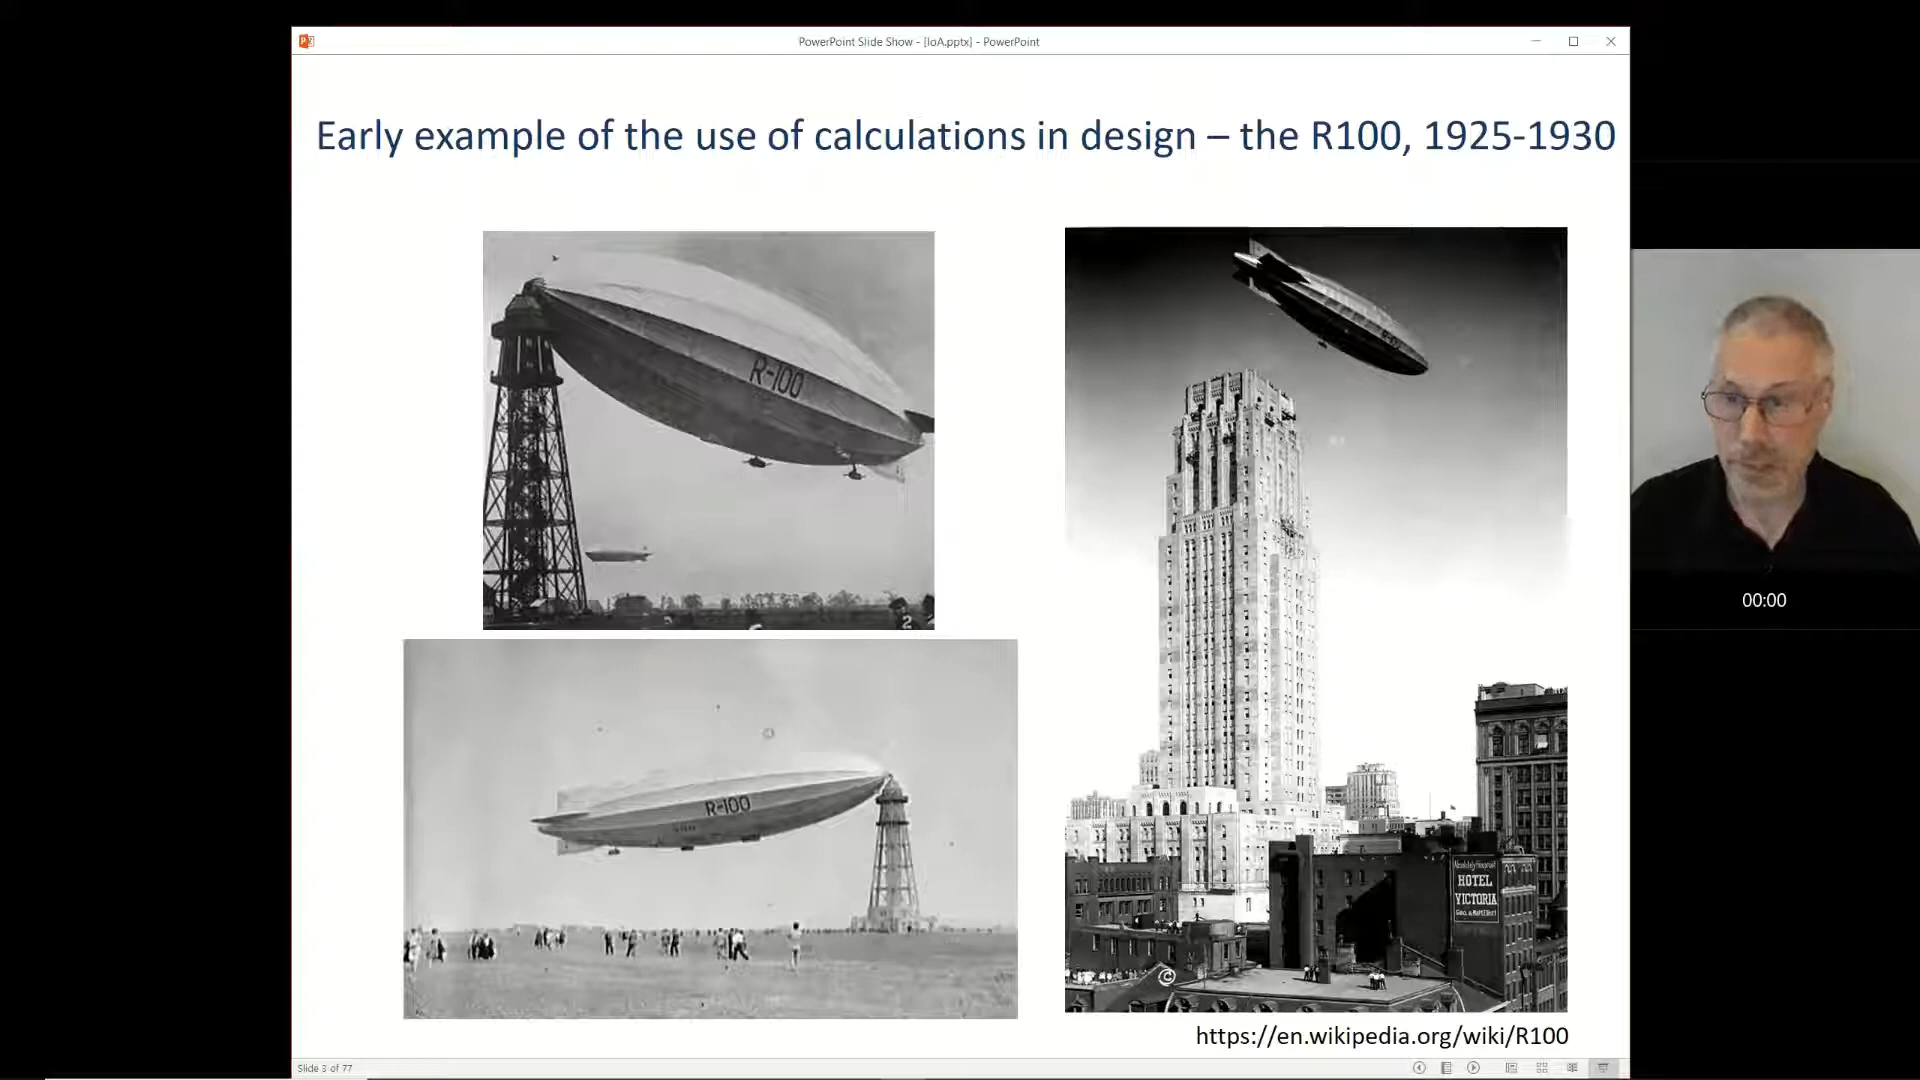 PowerPoint Slide Show - [IoA.pptx] - PowerPoint
Early example of the use of calculations in design – the R100, 1925-1930
R-100
R-100
2
HOTEL
VICTORIA
©
00:00
https://en.wikipedia.org/wiki/R100
Slide 3 of 77